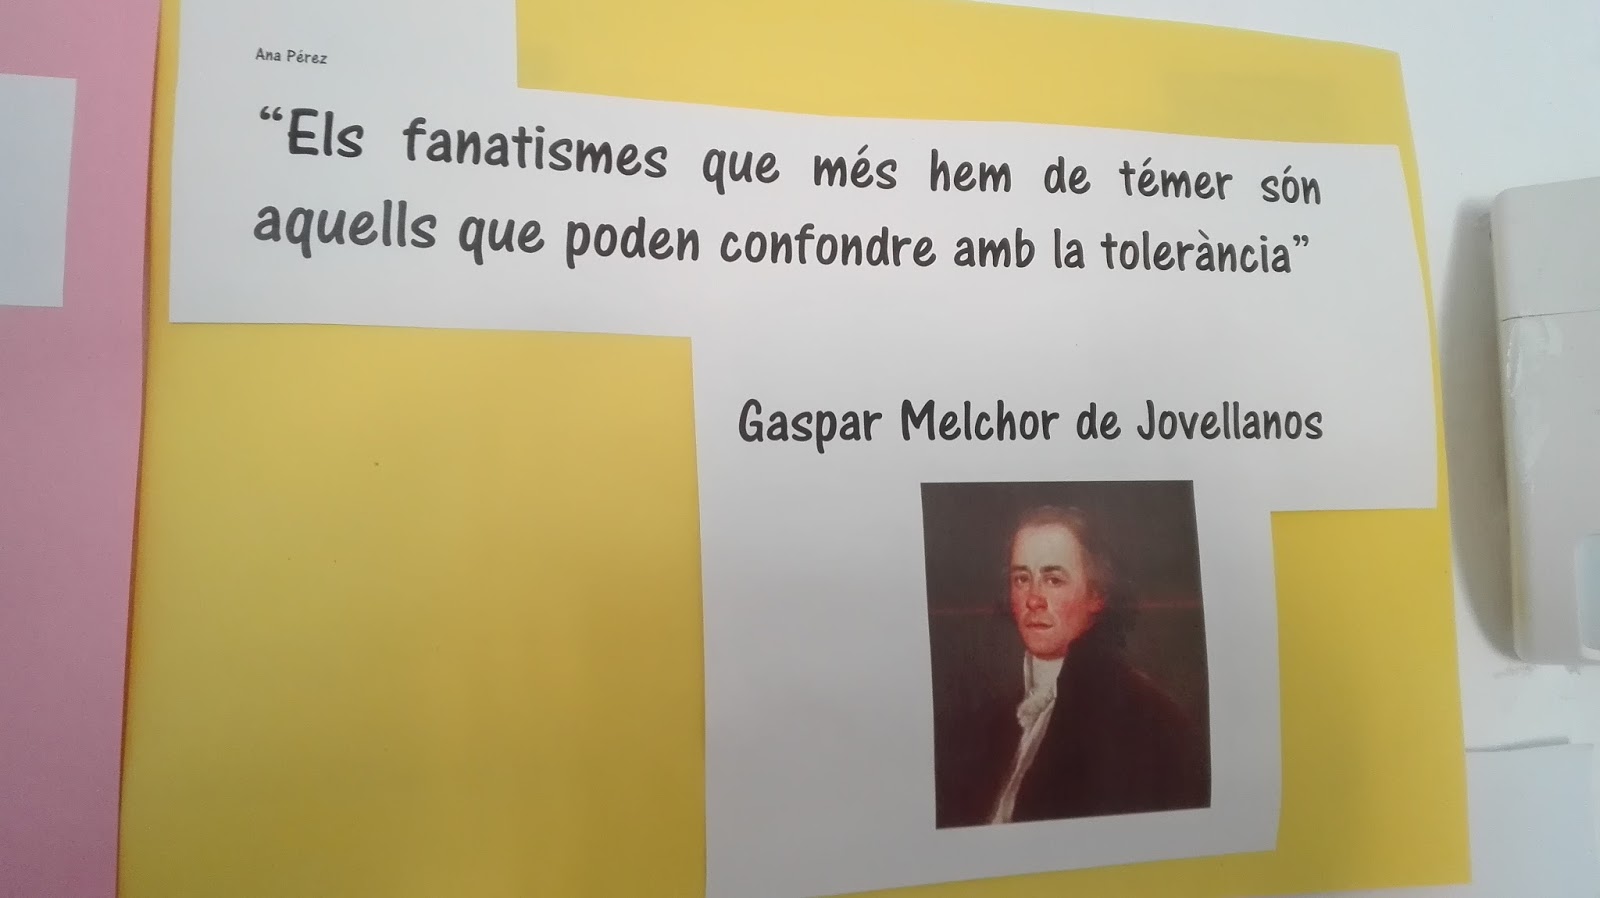 Ana Pérez
“Els fanatismes que més hem de témer són
aquells que poden confondre amb la tolerància”
Gaspar Melchor de Jovellanos